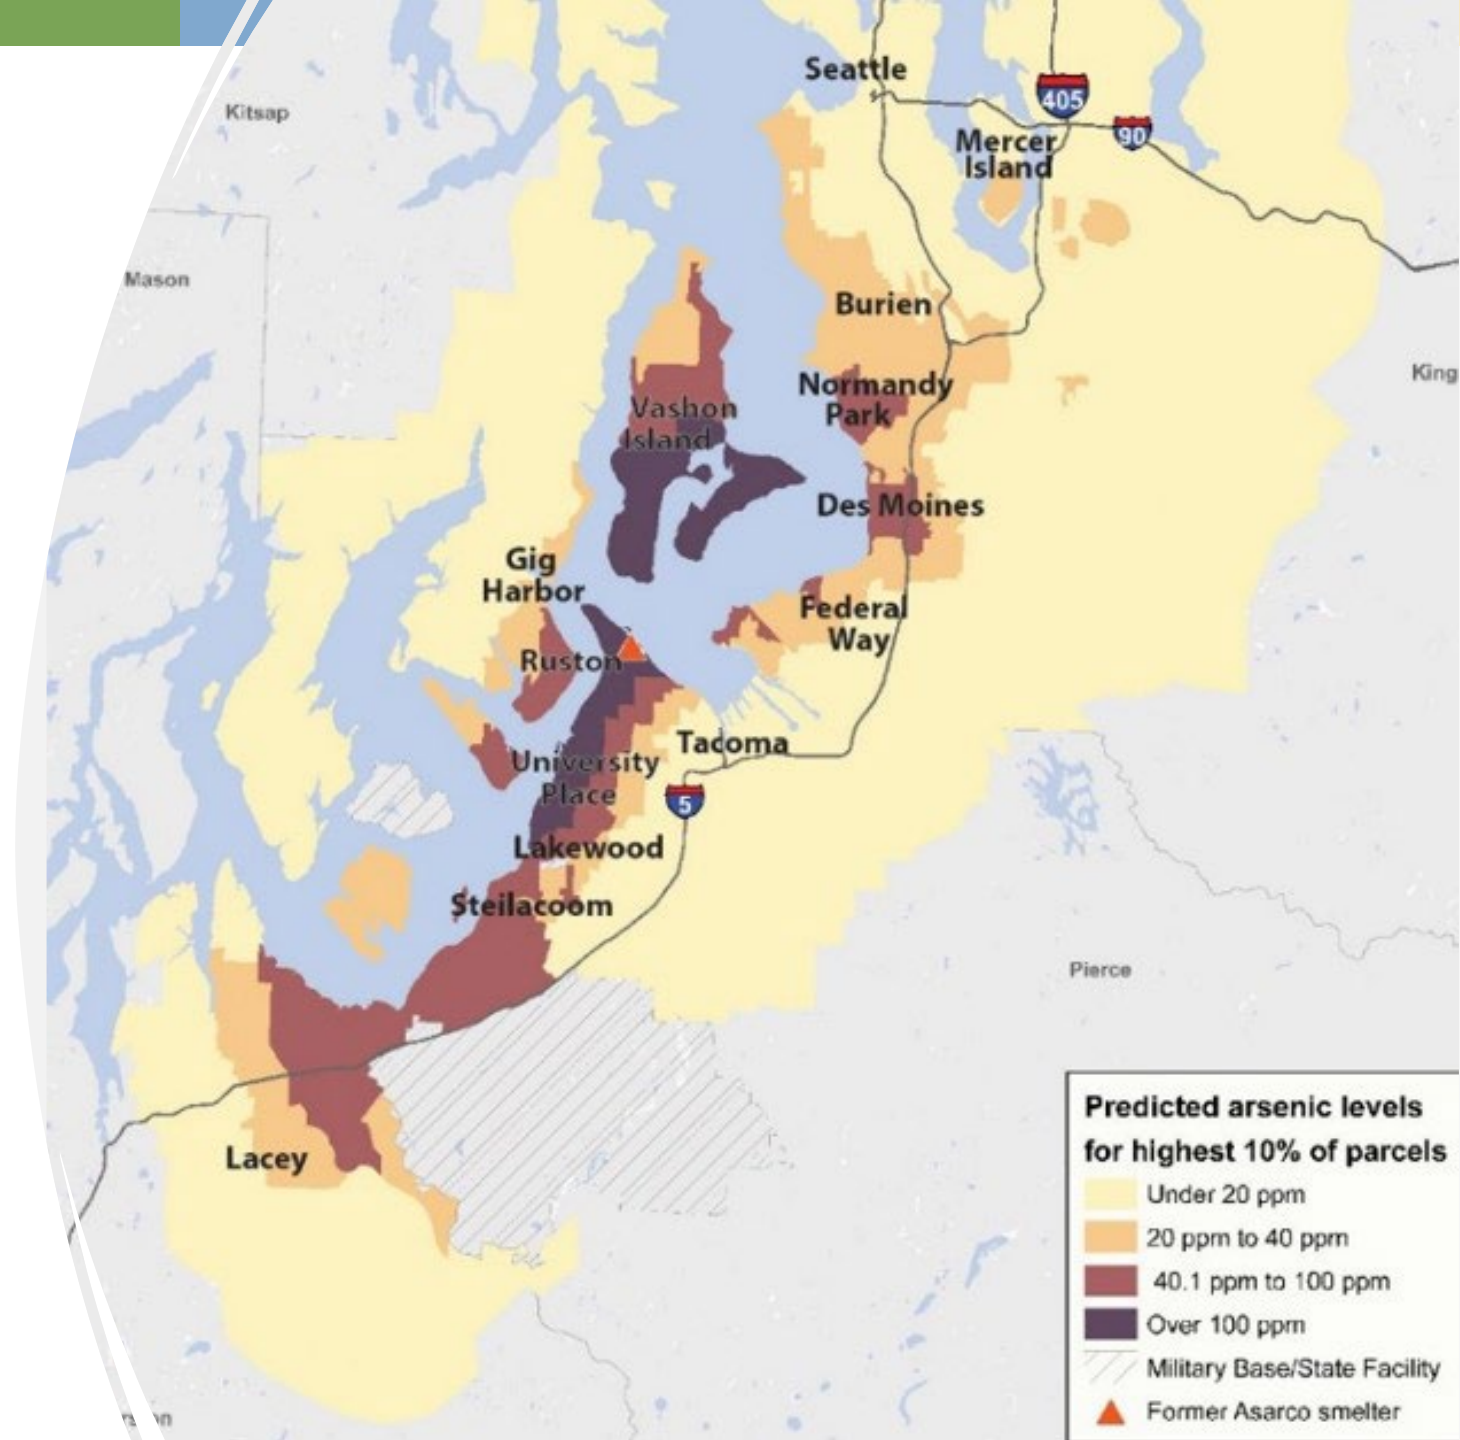 Seattle
405
Kitsap
90
Mercer
Island
Mason
Burien
King
Normandy
Park
Vashon
Island
Des Moines
Gig
Harbor
Federal
Way
Ruston
Tacoma
University
Place
5
Lakewood
Steilacoom
Pierce
Lacey
Predicted arsenic levels
for highest 10% of parcels
Under 20 ppm
20 ppm to 40 ppm
40.1 ppm to 100 ppm
Over 100 ppm
Military Base/State Facility
Former Asarco smelter